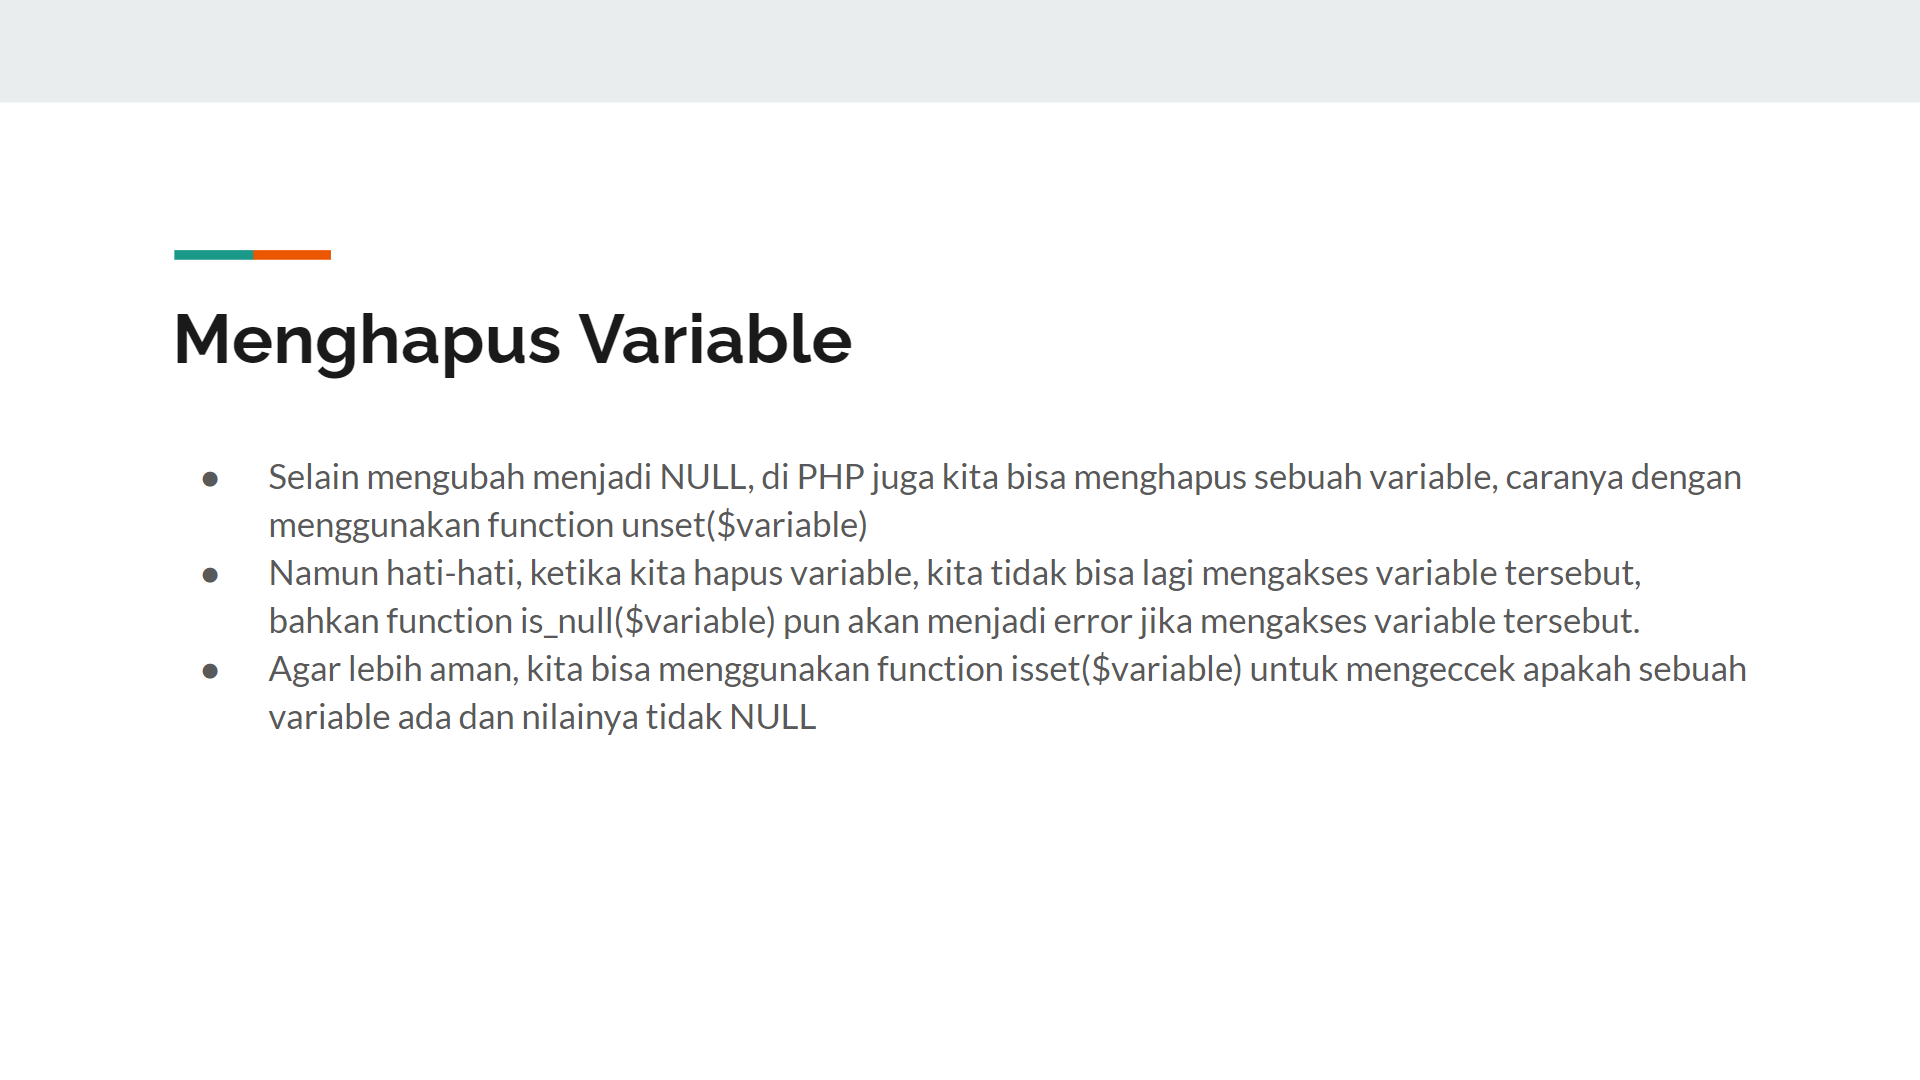 Menghapus Variable
● Selain mengubah menjadi NULL, di PHP juga kita bisa menghapus sebuah variable, caranya dengan
menggunakan function unset($variable)
● Namun hati-hati, ketika kita hapus variable, kita tidak bisa lagi mengakses variable tersebut,
bahkan function is_null($variable) pun akan menjadi error jika mengakses variable tersebut.
● Agar lebih aman, kita bisa menggunakan function isset($variable) untuk mengeccek apakah sebuah
variable ada dan nilainya tidak NULL